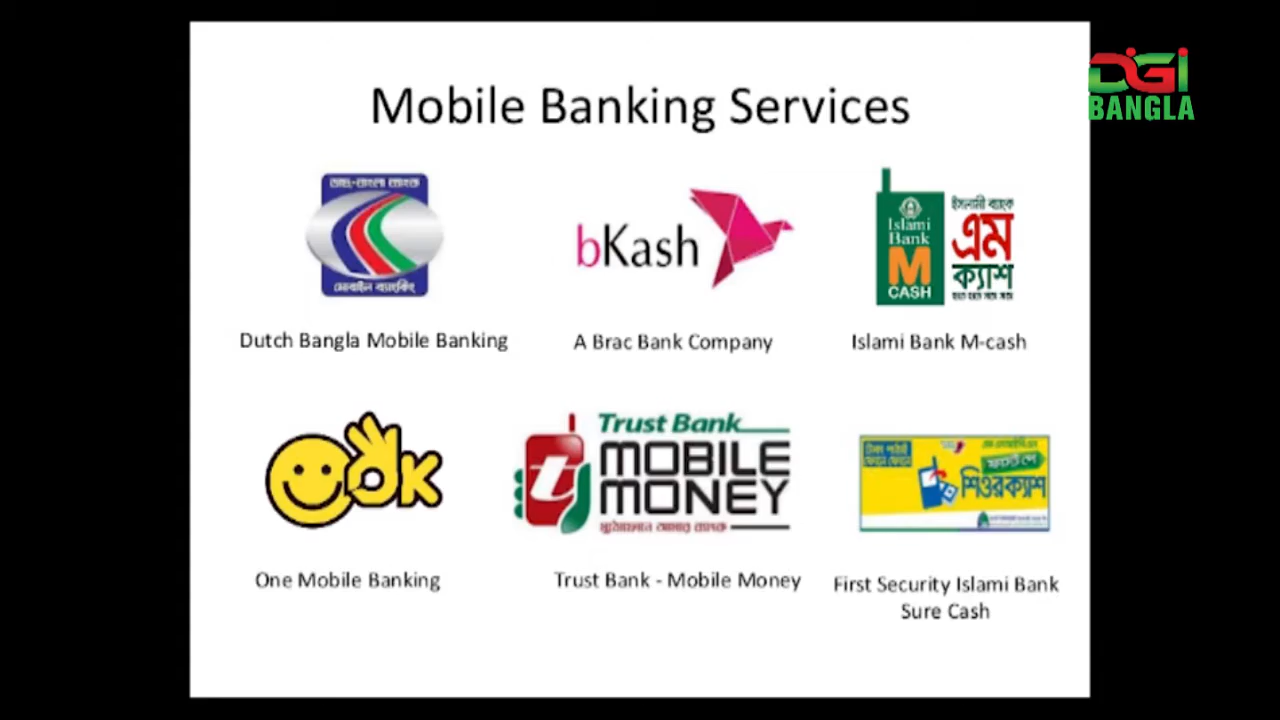 Mobile Banking Services
DGI
BANGLA
ডাচ্-বাংলা ব্যাংক
মোবাইল ব্যাংকিং
bKash
Islami
Bank
M
CASH
ইসলামী ব্যাংক
এম
ক্যাশ
Dutch Bangla Mobile Banking
A Brac Bank Company
Islami Bank M-cash
OK
Trust Bank
MOBILE
MONEY
t
শিওরক্যাশ
One Mobile Banking
Trust Bank - Mobile Money
First Security Islami Bank
Sure Cash